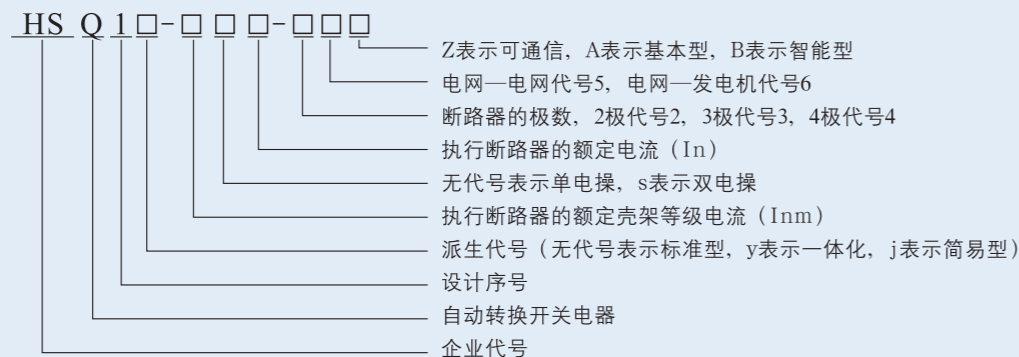 HS Q 1 □-□ □ □-□ □ □
Z表示可通信，A表示基本型，B表示智能型
电网—电网代号5，电网—发电机代号6
断路器的极数，2极代号2，3极代号3，4极代号4
执行断路器的额定电流（In）
无代号表示单电操，s表示双电操
执行断路器的额定壳架等级电流（Inm）
派生代号（无代号表示标准型，y表示一体化，j表示简易型）
设计序号
自动转换开关电器
企业代号